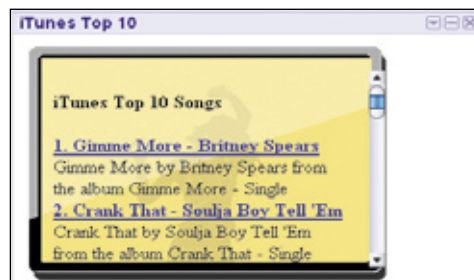 iTunes Top 10
iTunes Top 10 Songs
1. Gimme More - Britney Spears
Gimme More by Britney Spears from
the album Gimme More - Single
2. Crank That - Soulja Boy Tell 'Em
Crank That by Soulja Boy Tell 'Em
from the album Crank That - Single